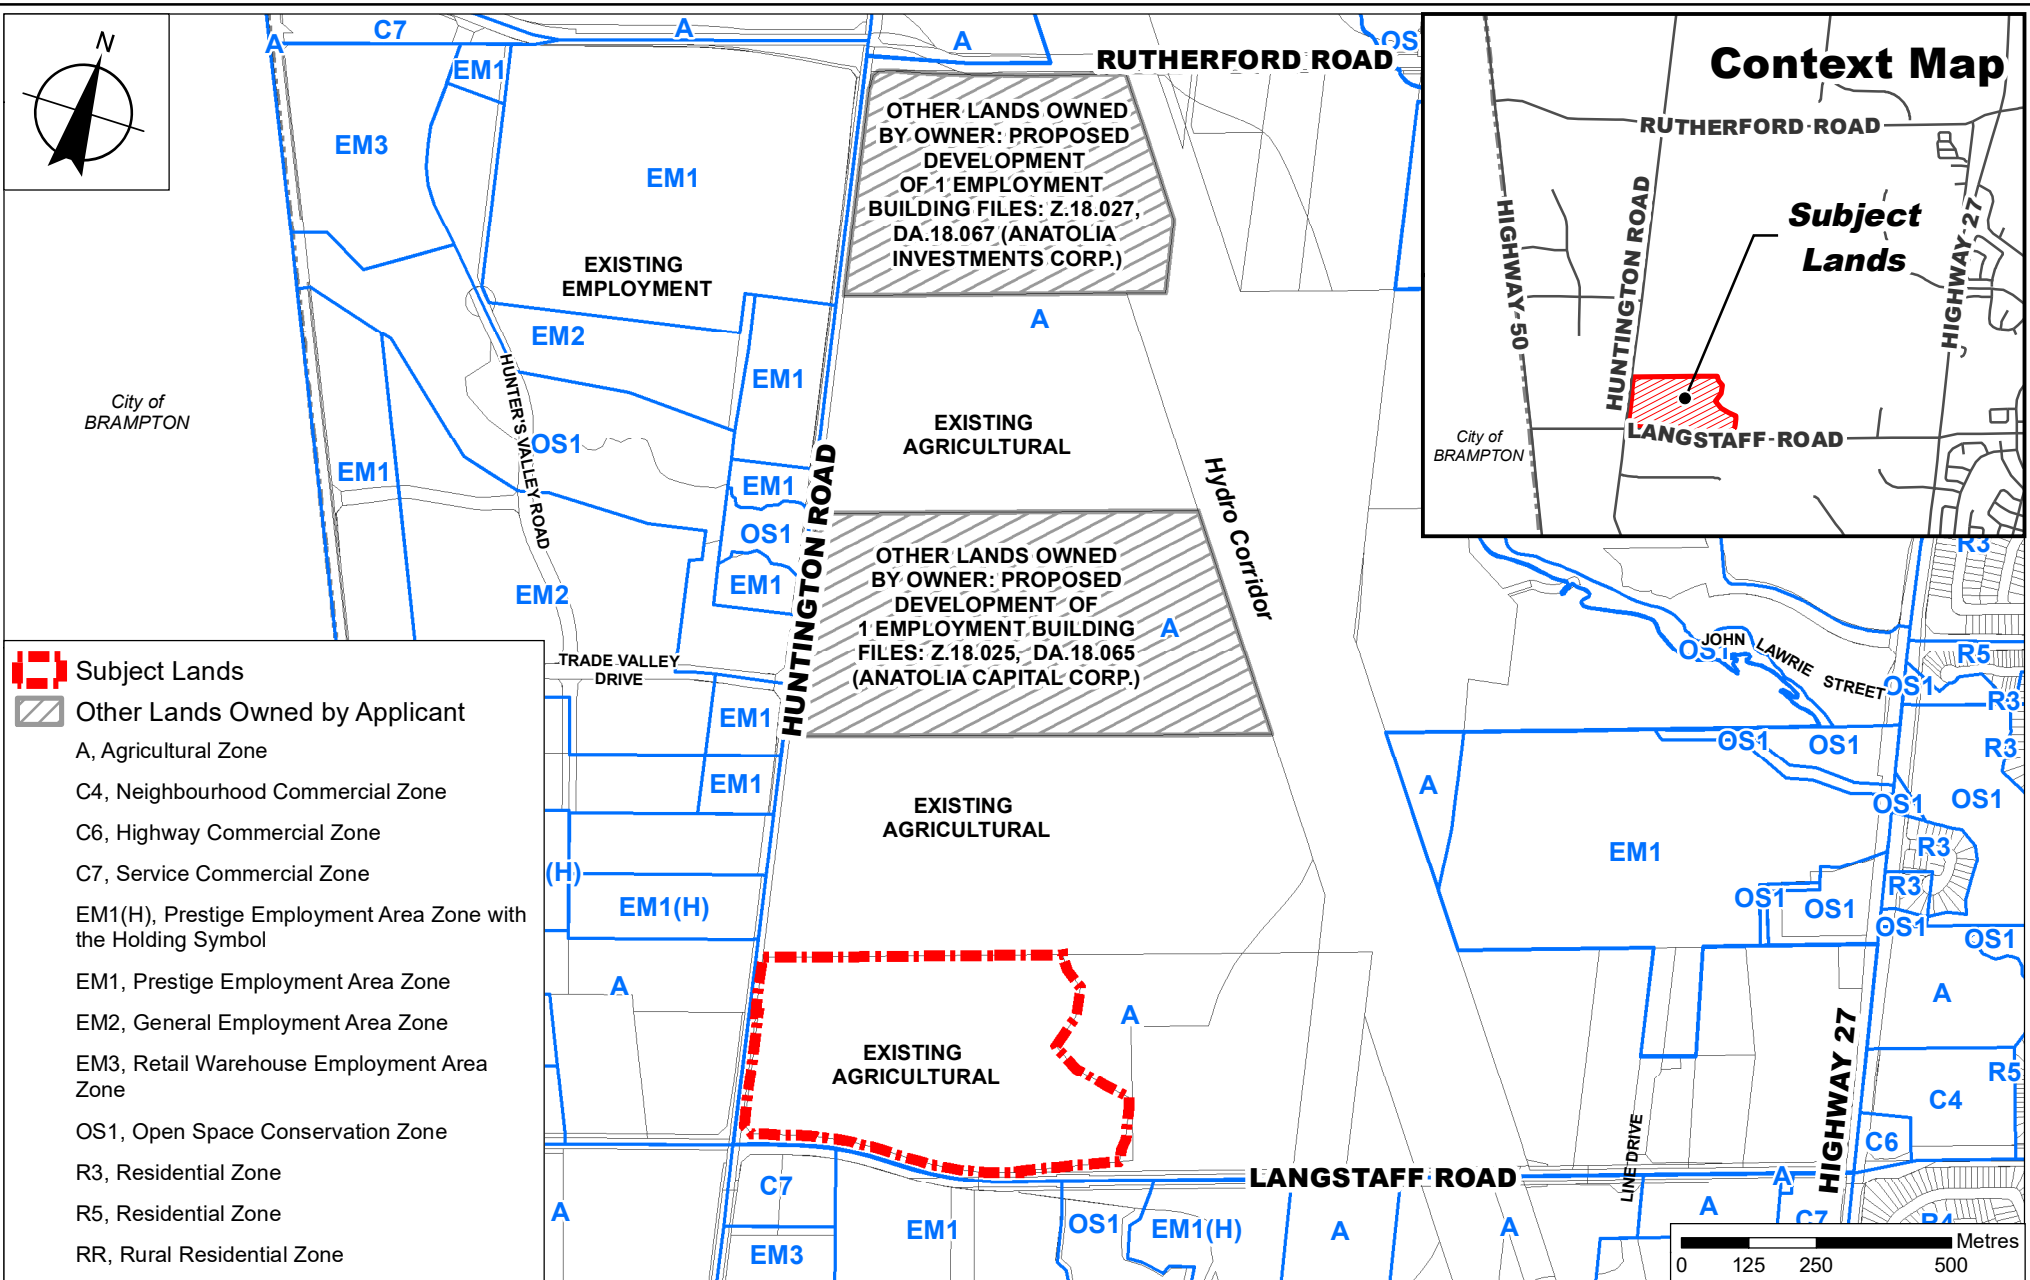 N
C7
A
A
A
OS
RUTHERFORD ROAD
EM1
EM3
EM1
OTHER LANDS OWNED
BY OWNER: PROPOSED
DEVELOPMENT
OF 1 EMPLOYMENT
BUILDING FILES: Z.18.027,
DA.18.067 (ANATOLIA
INVESTMENTS CORP.)
EXISTING
EMPLOYMENT
EM2
A
EM1
City of
BRAMPTON
HUNTER'S VALLEY ROAD
EXISTING
AGRICULTURAL
OS1
EM1
EM1
OS1
EM1
EM2
HUNTINGTON ROAD
Hydro Corridor
OTHER LANDS OWNED
BY OWNER: PROPOSED
DEVELOPMENT OF
1 EMPLOYMENT BUILDING
FILES: Z.18.025, DA.18.065
(ANATOLIA CAPITAL CORP.)
A
TRADE VALLEY
DRIVE
EM1
EM1
EXISTING
AGRICULTURAL
(H)
EM1(H)
A
A
EXISTING
AGRICULTURAL
A
C7
EM3
EM1
OS1
EM1(H)
A
A
A
A
C7
R4
LANGSTAFF ROAD
LINE DRIVE
HIGHWAY 27
Context Map
RUTHERFORD ROAD
HIGHWAY 50
HUNTINGTON ROAD
HIGHWAY 27
Subject
Lands
City of
BRAMPTON
LANGSTAFF ROAD
R3
JOHN LAWRIE STREET
OS1
OS1
R5
R3
R3
OS1
OS1
A
OS1
OS1
EM1
R3
R3
OS1
OS1
OS1
OS1
A
R5
C4
C6
Subject Lands
Other Lands Owned by Applicant
A, Agricultural Zone
C4, Neighbourhood Commercial Zone
C6, Highway Commercial Zone
C7, Service Commercial Zone
EM1(H), Prestige Employment Area Zone with
the Holding Symbol
EM1, Prestige Employment Area Zone
EM2, General Employment Area Zone
EM3, Retail Warehouse Employment Area
Zone
OS1, Open Space Conservation Zone
R3, Residential Zone
R5, Residential Zone
RR, Rural Residential Zone
Metres
0 125 250 500